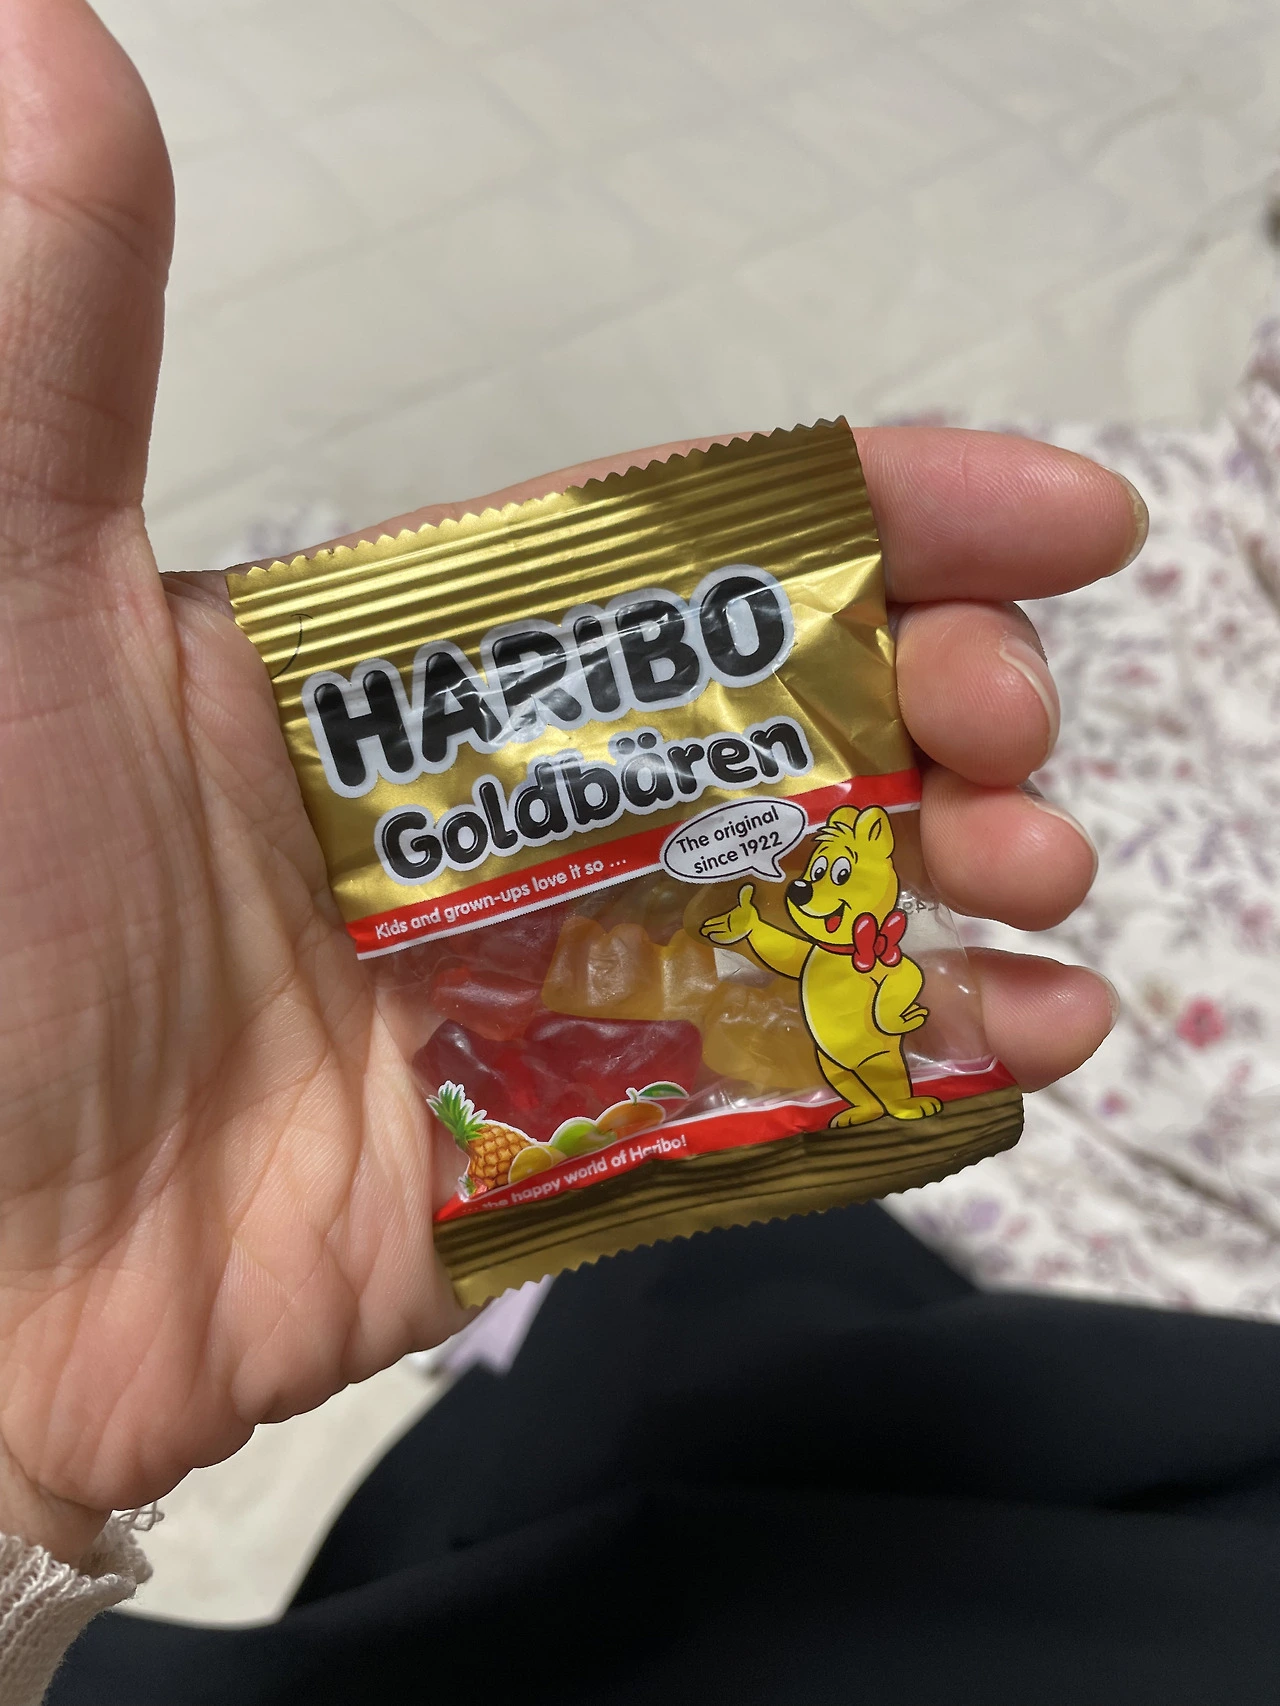 HARIBO
Goldbären
The original
since 1922
Kids and grown-ups love it so ...
... the happy world of Haribo!